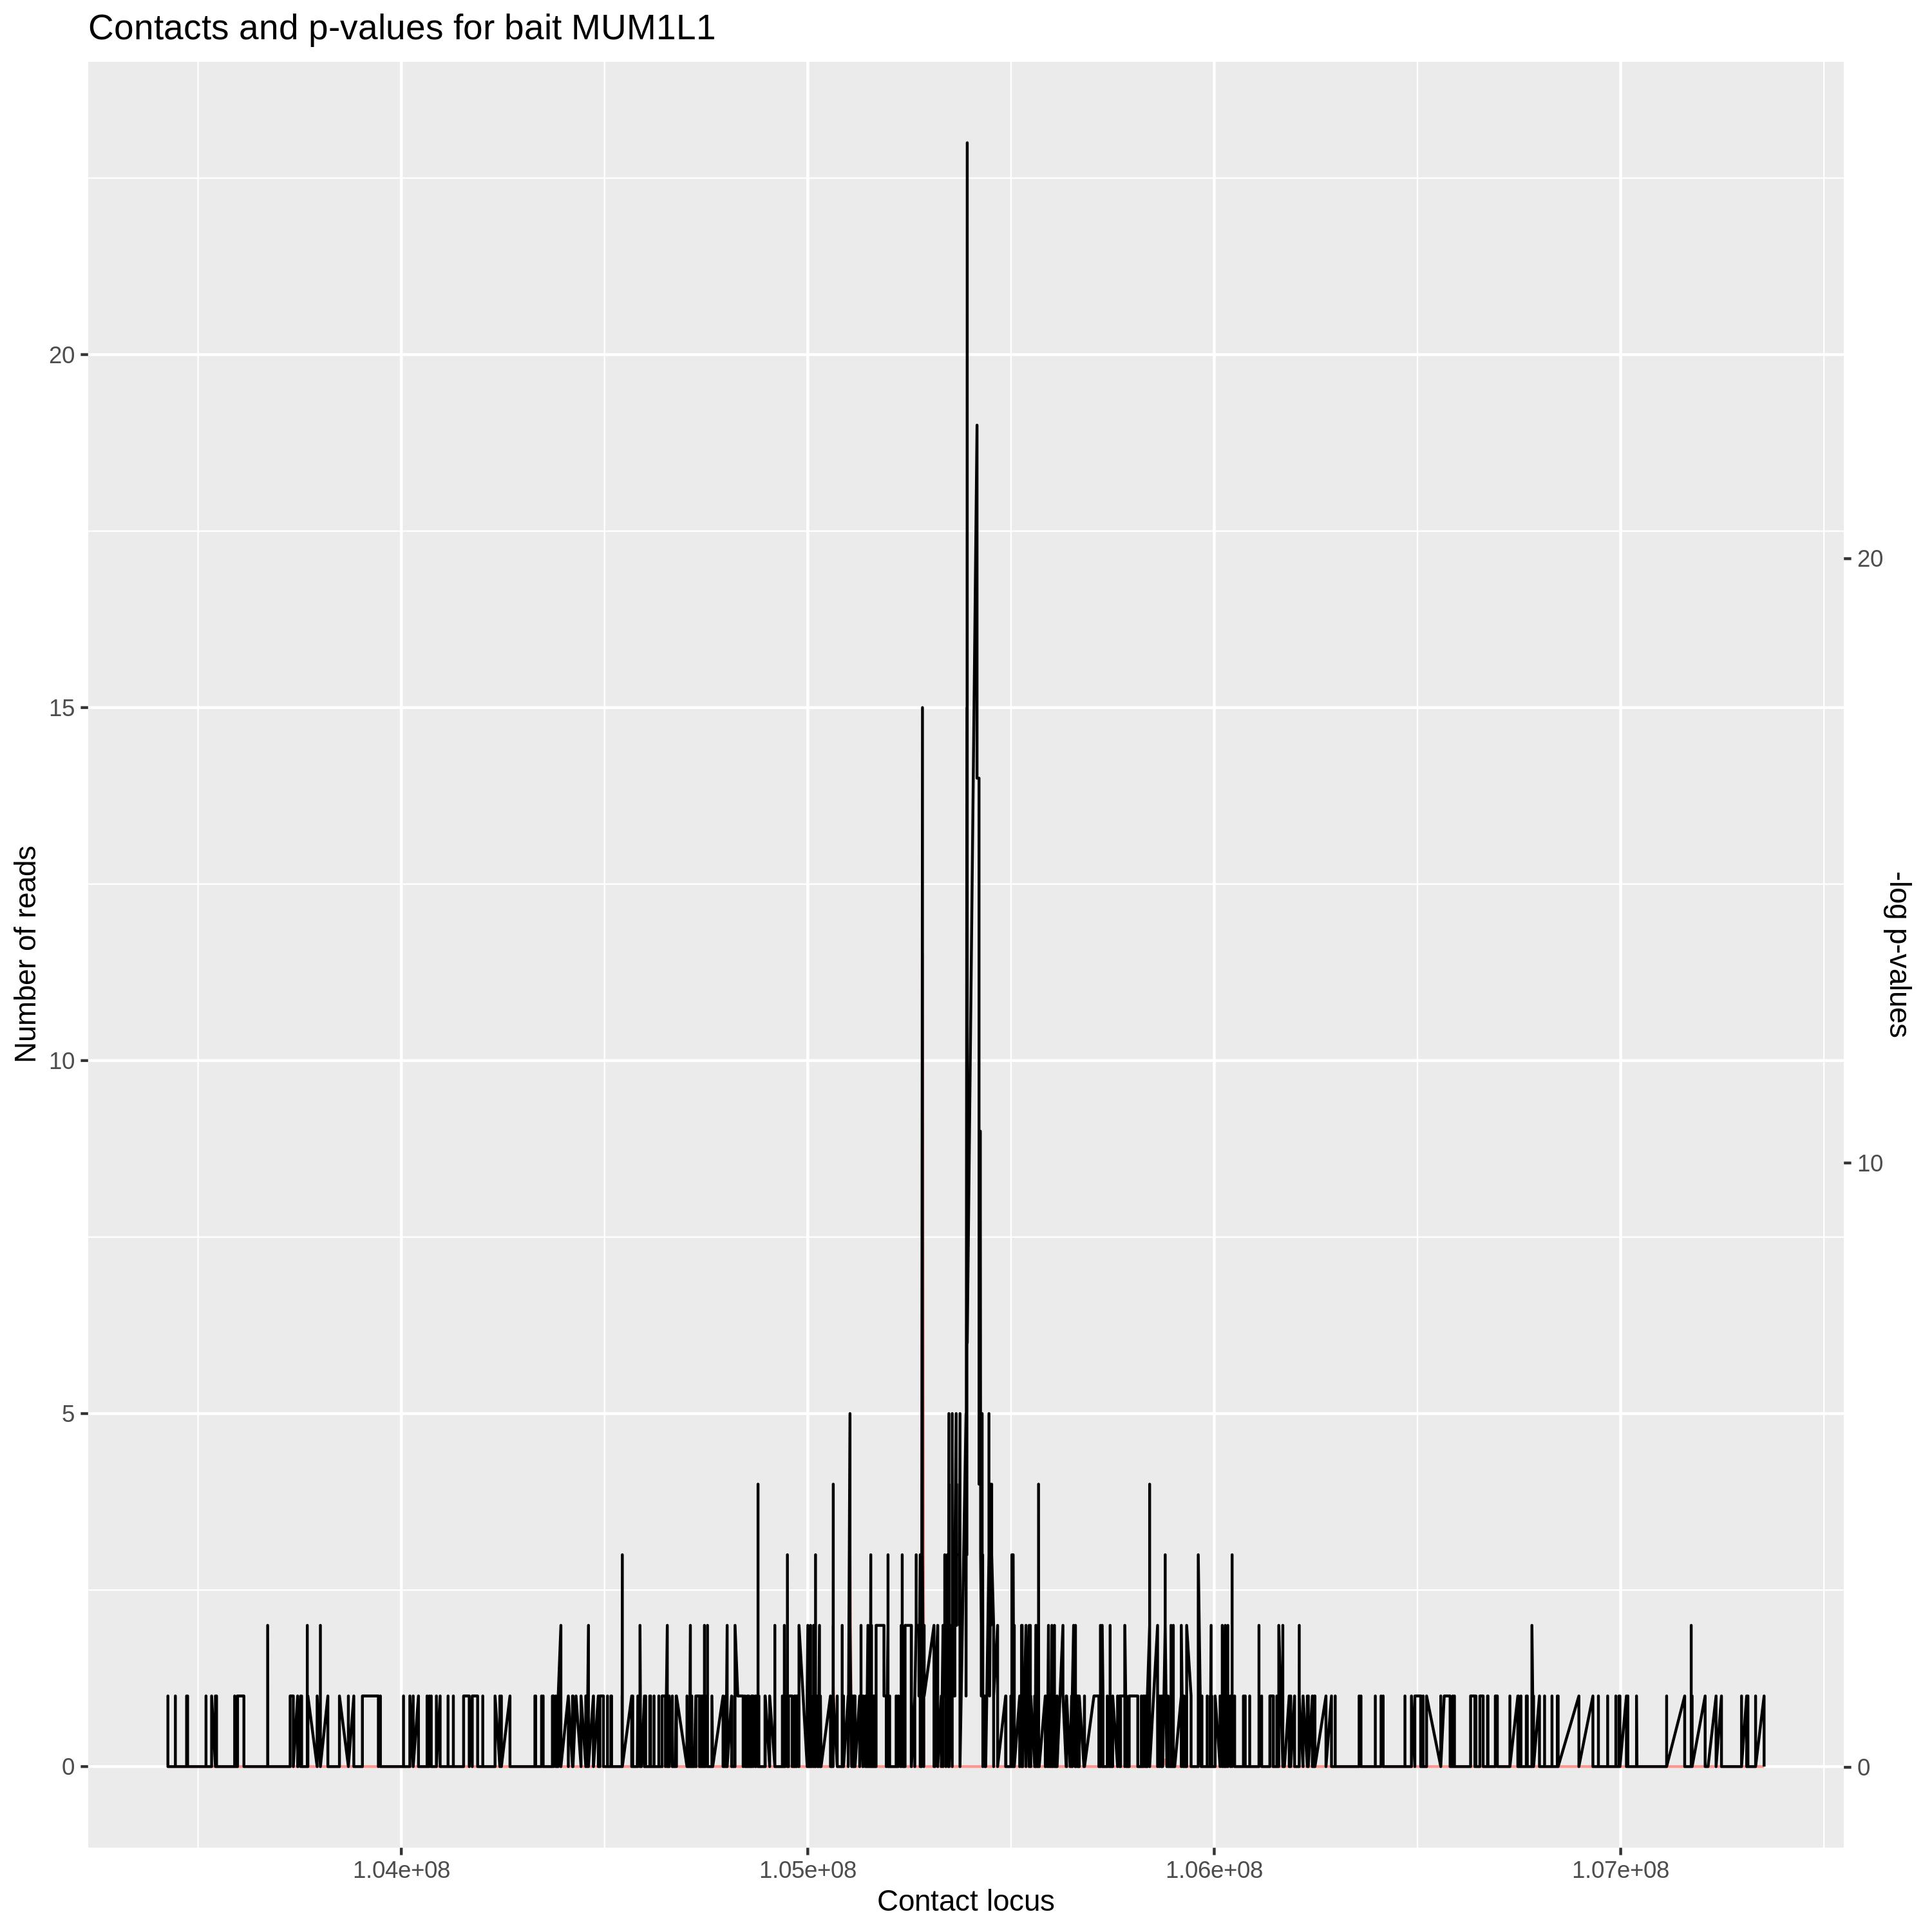 Contacts and p-values for bait MUM1L1
Number of reads
20
15
10
5
0
20
10
0
-log p-values
1.04e+08
1.05e+08
1.06e+08
1.07e+08
Contact locus